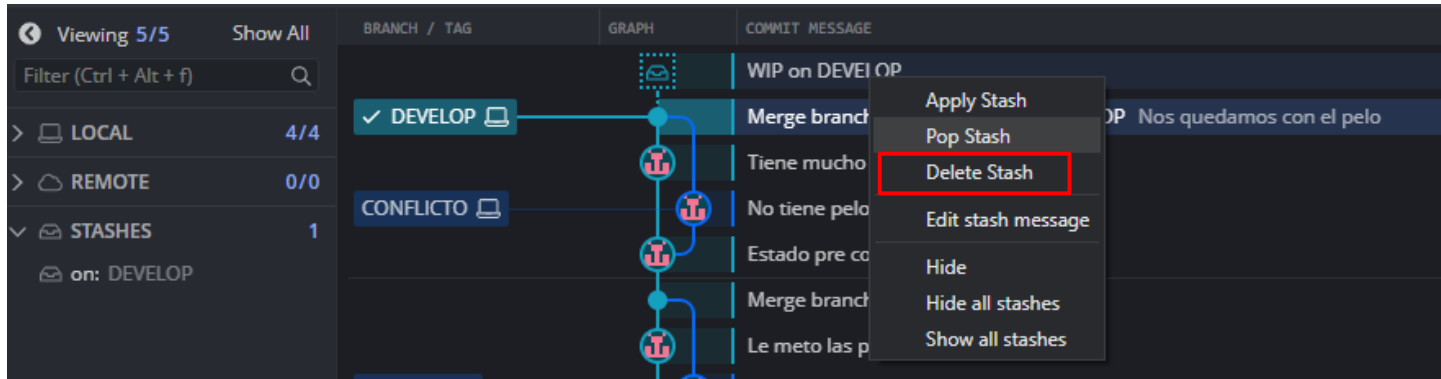 Viewing 5/5 Show All
BRANCH / TAG GRAPH COMMIT MESSAGE
Filter (Ctrl + Alt + f)
LOCAL 4/4
REMOTE 0/0
STASHES 1
on: DEVELOP
WIP on DEVELOP
DEVELOP Merge branch OP Nos quedamos con el pelo
Tiene mucho
CONFLICTO No tiene pelo
Estado pre co
Merge branch
Le meto las p
Apply Stash
Pop Stash
Delete Stash
Edit stash message
Hide
Hide all stashes
Show all stashes